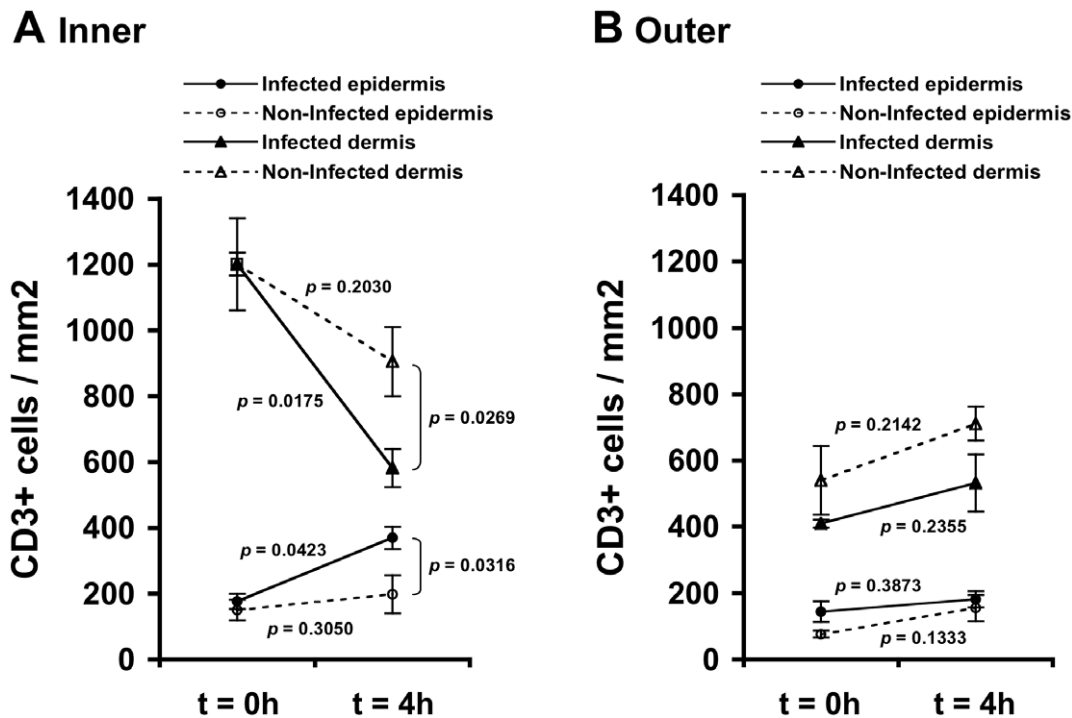 A Inner
Infected epidermis
Non-Infected epidermis
Infected dermis
Non-Infected dermis
CD3+ cells / mm2
1400
1200
1000
800
600
400
200
0
p = 0.2030
p = 0.0175
p = 0.0269
p = 0.0423
p = 0.0316
p = 0.3050
t = 0h t = 4h
B Outer
Infected epidermis
Non-Infected epidermis
Infected dermis
Non-Infected dermis
CD3+ cells / mm2
1400
1200
1000
800
600
400
200
0
p = 0.2142
p = 0.2355
p = 0.3873
p = 0.1333
t = 0h t = 4h